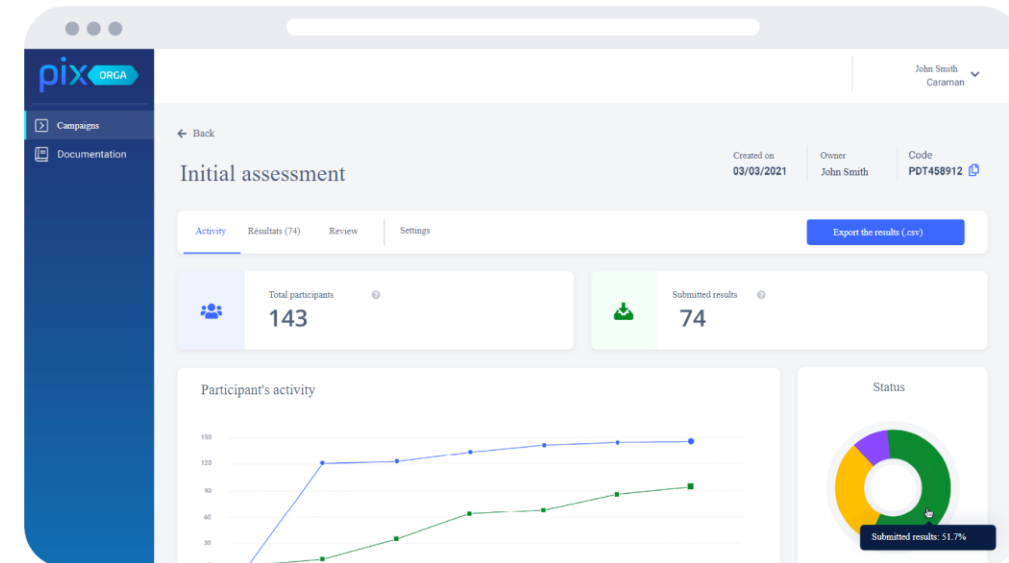 pix ORGA
John Smith
Caraman
Campaigns
Documentation
Back
Initial assessment
Created on
03/03/2021
Owner
John Smith
Code
PDT458912
Activity
Résultats (74)
Review
Settings
Export the results (.csv)
Total participants
143
Submitted results
74
Participant's activity
150
120
90
60
30
Status
Submitted results: 51.7%